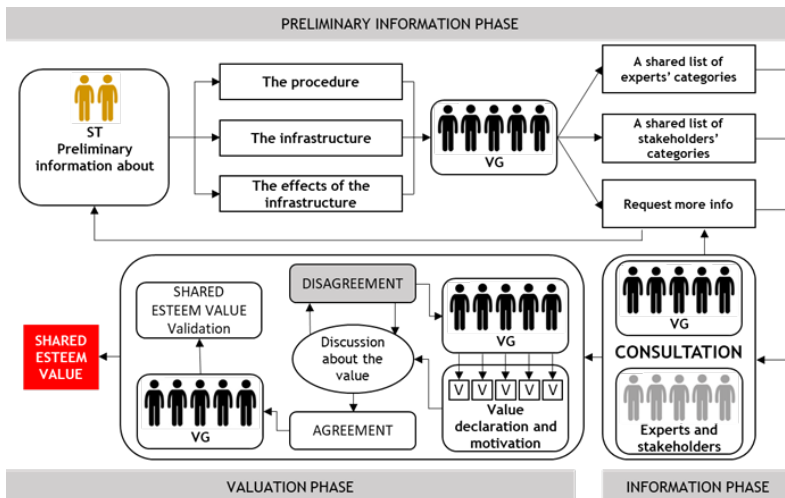 PRELIMINARY INFORMATION PHASE
ST
Preliminary
information about
The procedure
The infrastructure
The effects of the
infrastructure
VG
A shared list of
experts' categories
A shared list of
stakeholders'
categories
Request more info
SHARED
ESTEEM
VALUE
SHARED
ESTEEM VALUE
Validation
VG
DISAGREEMENT
Discussion
about the
value
AGREEMENT
VG
V V V V V
Value
declaration and
motivation
VG
CONSULTATION
Experts and
stakeholders
VALUATION PHASE
INFORMATION PHASE